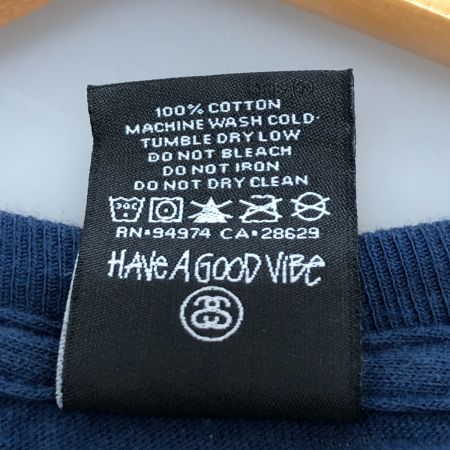 100% COTTON
MACHINE WASH COLD
TUMBLE DRY LOW
DO NOT BLEACH
DO NOT IRON
DO NOT DRY CLEAN
RN•94974 CA•28629
HAVE A GOOD VIBE